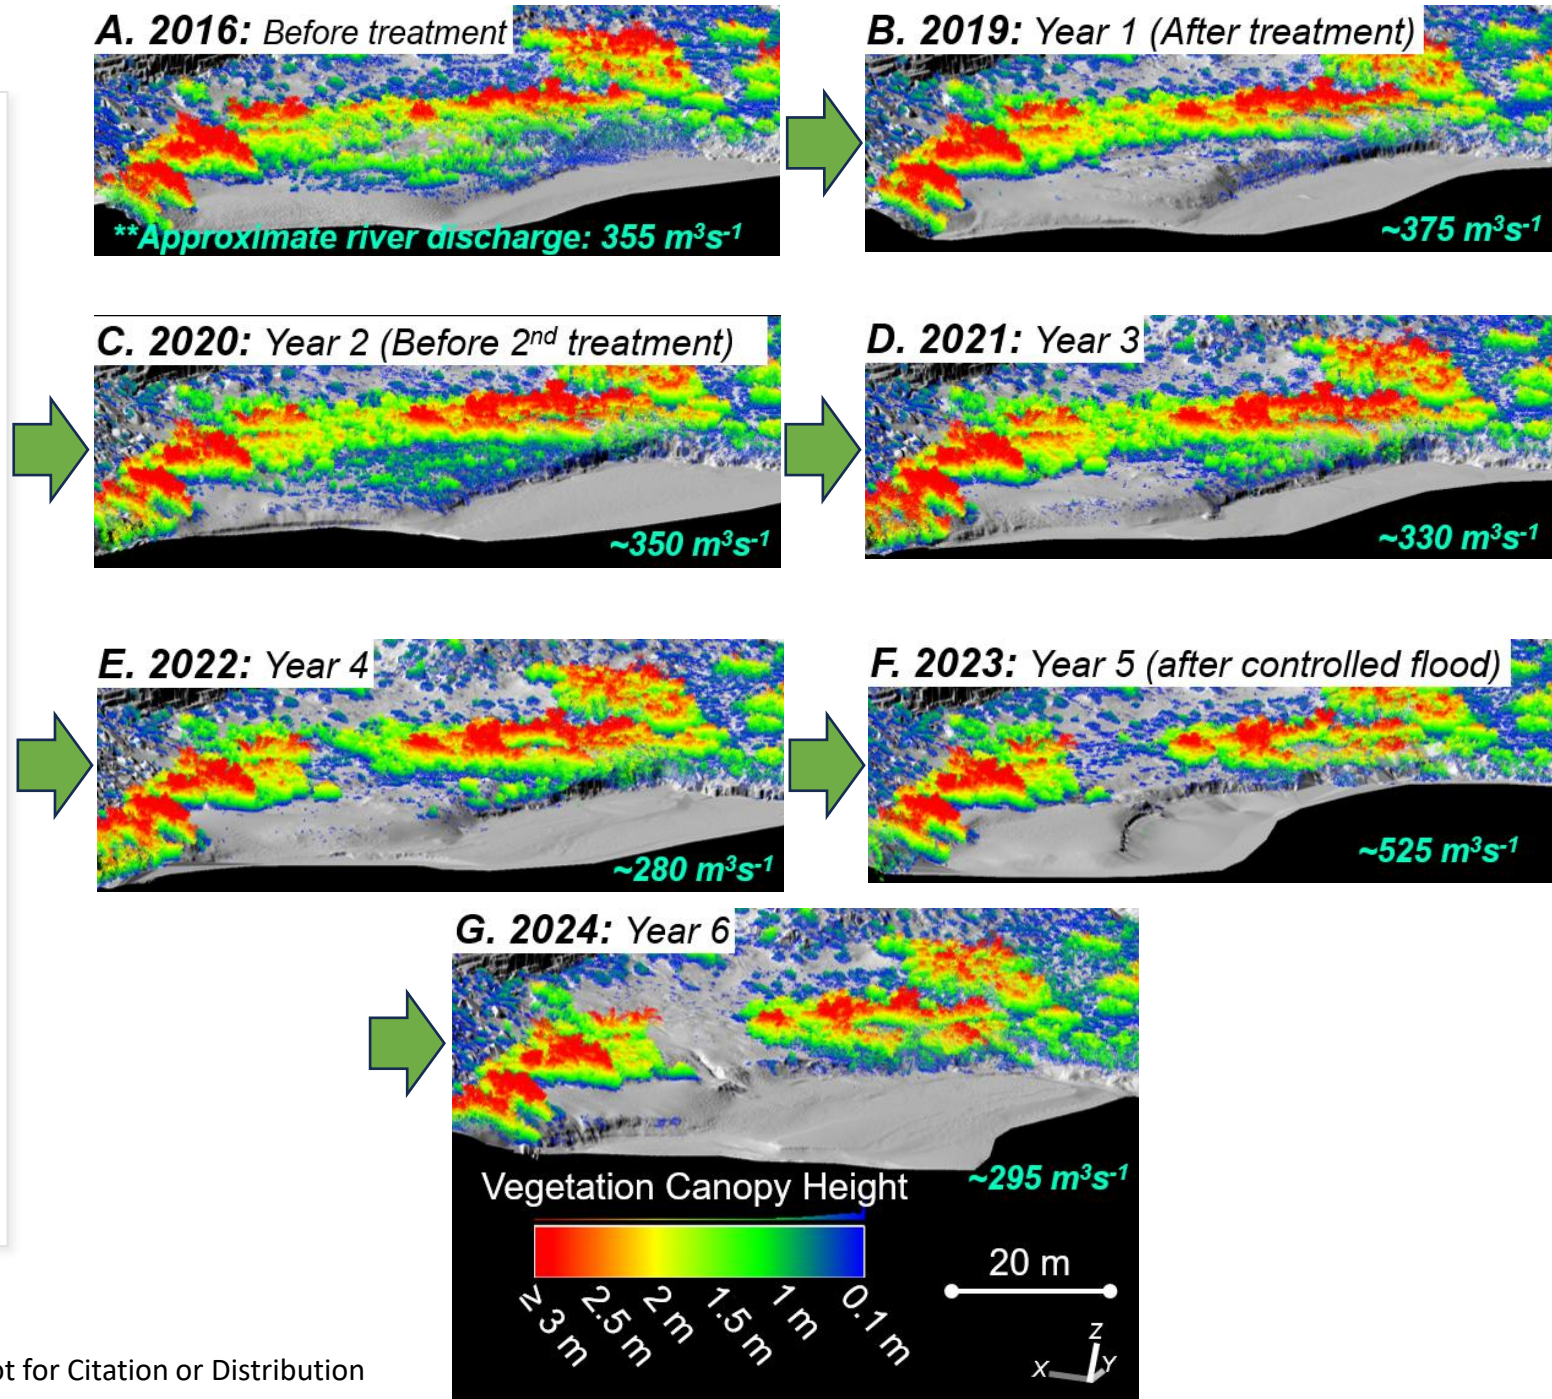 A. 2016: Before treatment
**Approximate river discharge: 355 m³s⁻¹
B. 2019: Year 1 (After treatment)
~375 m³s⁻¹
C. 2020: Year 2 (Before 2ⁿᵈ treatment)
~350 m³s⁻¹
D. 2021: Year 3
~330 m³s⁻¹
E. 2022: Year 4
~280 m³s⁻¹
F. 2023: Year 5 (after controlled flood)
~525 m³s⁻¹
G. 2024: Year 6
~295 m³s⁻¹
Vegetation Canopy Height
≥ 3 m
2.5 m
2 m
1.5 m
1 m
0.1 m
20 m
Z
X
Y
for Citation or Distribution